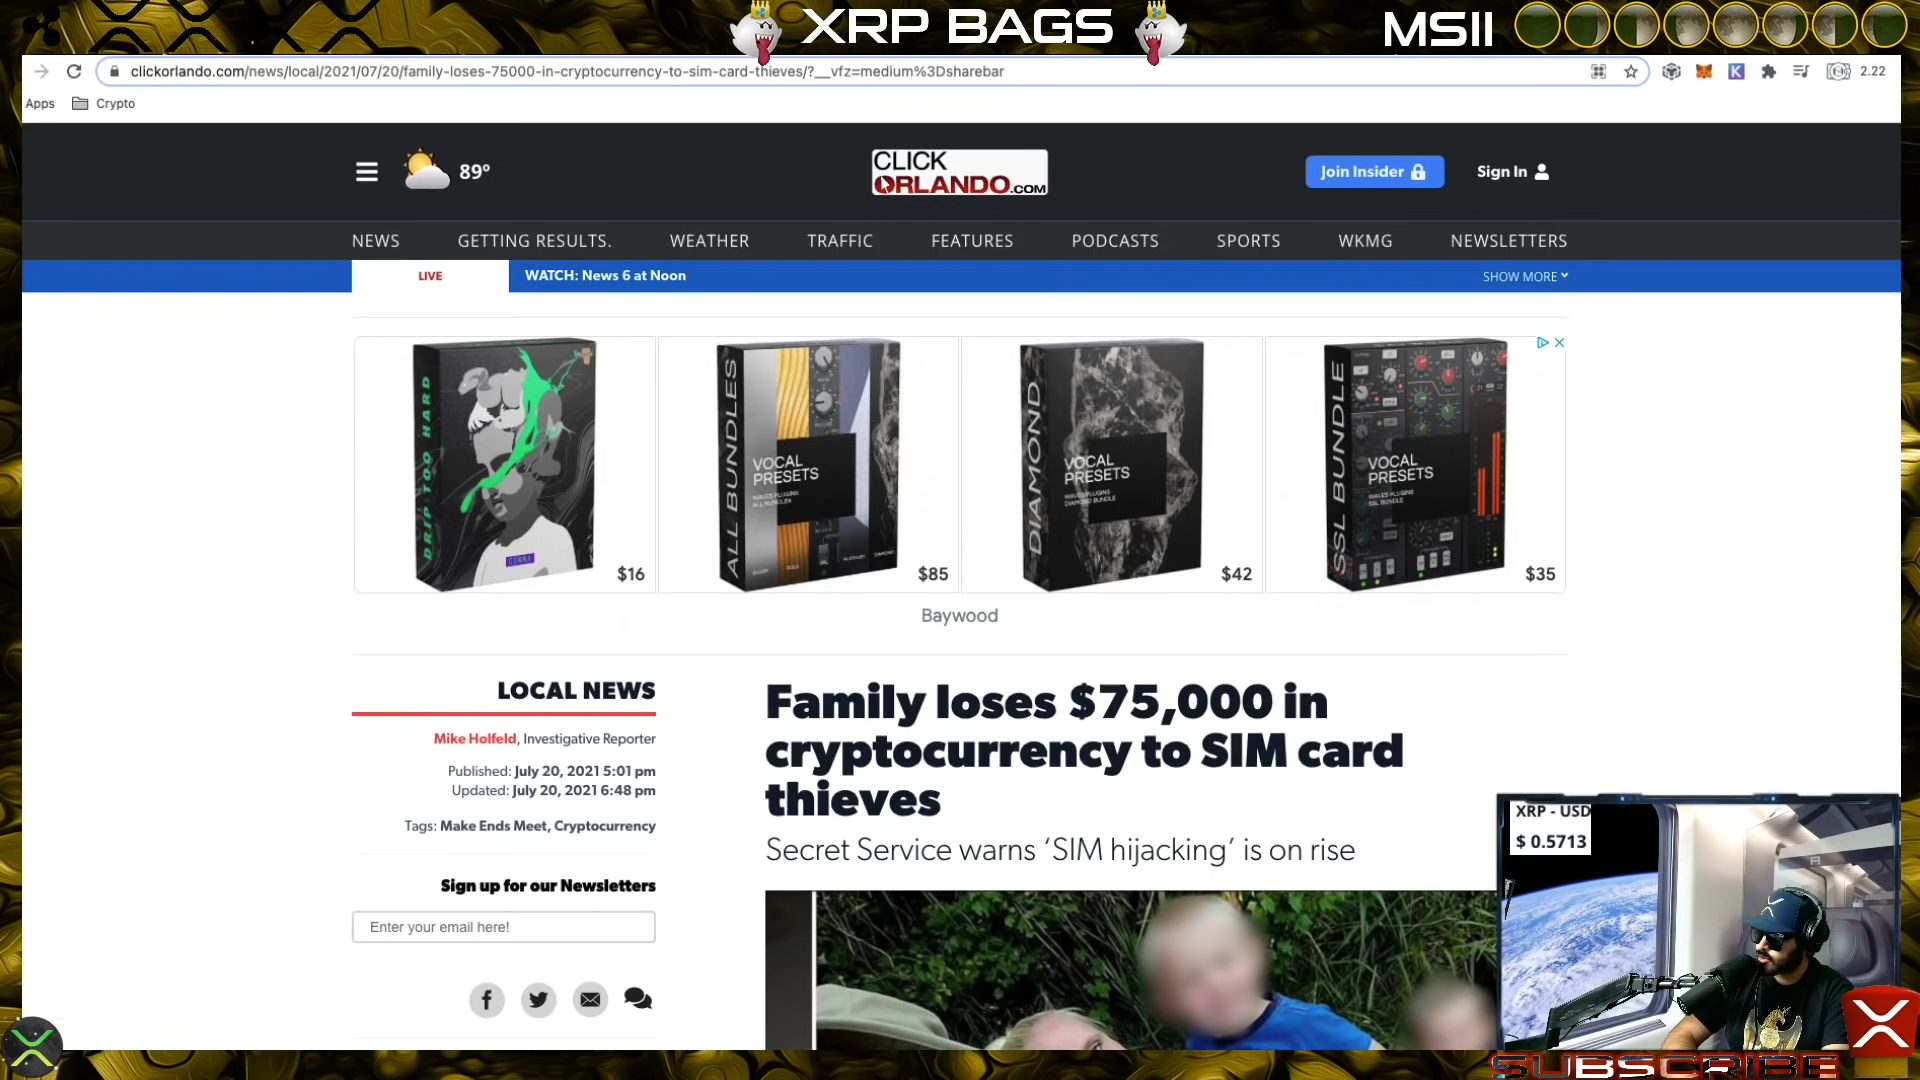 XRP BAGS
MSII
clickorlando.com/news/local/2021/07/20/family-loses-75000-in-cryptocurrency-to-sim-card-thieves/?__vfz=medium%3Dsharebar
2.22
Apps
Crypto
89°
CLICK
ORLANDO.COM
Join Insider
Sign In
NEWS
GETTING RESULTS.
WEATHER
TRAFFIC
FEATURES
PODCASTS
SPORTS
WKMG
NEWSLETTERS
LIVE
WATCH: News 6 at Noon
SHOW MORE
DRIP TOO HARD
$16
ALL BUNDLES
VOCAL
PRESETS
$85
DIAMOND
VOCAL
PRESETS
$42
SSL BUNDLE
VOCAL
PRESETS
$35
Baywood
LOCAL NEWS
Mike Holfeld, Investigative Reporter
Published: July 20, 2021 5:01 pm
Updated: July 20, 2021 6:48 pm
Tags: Make Ends Meet, Cryptocurrency
Sign up for our Newsletters
Enter your email here!
Family loses $75,000 in
cryptocurrency to SIM card
thieves
Secret Service warns ‘SIM hijacking’ is on rise
XRP - USD
$ 0.5713
SUBSCRIBE